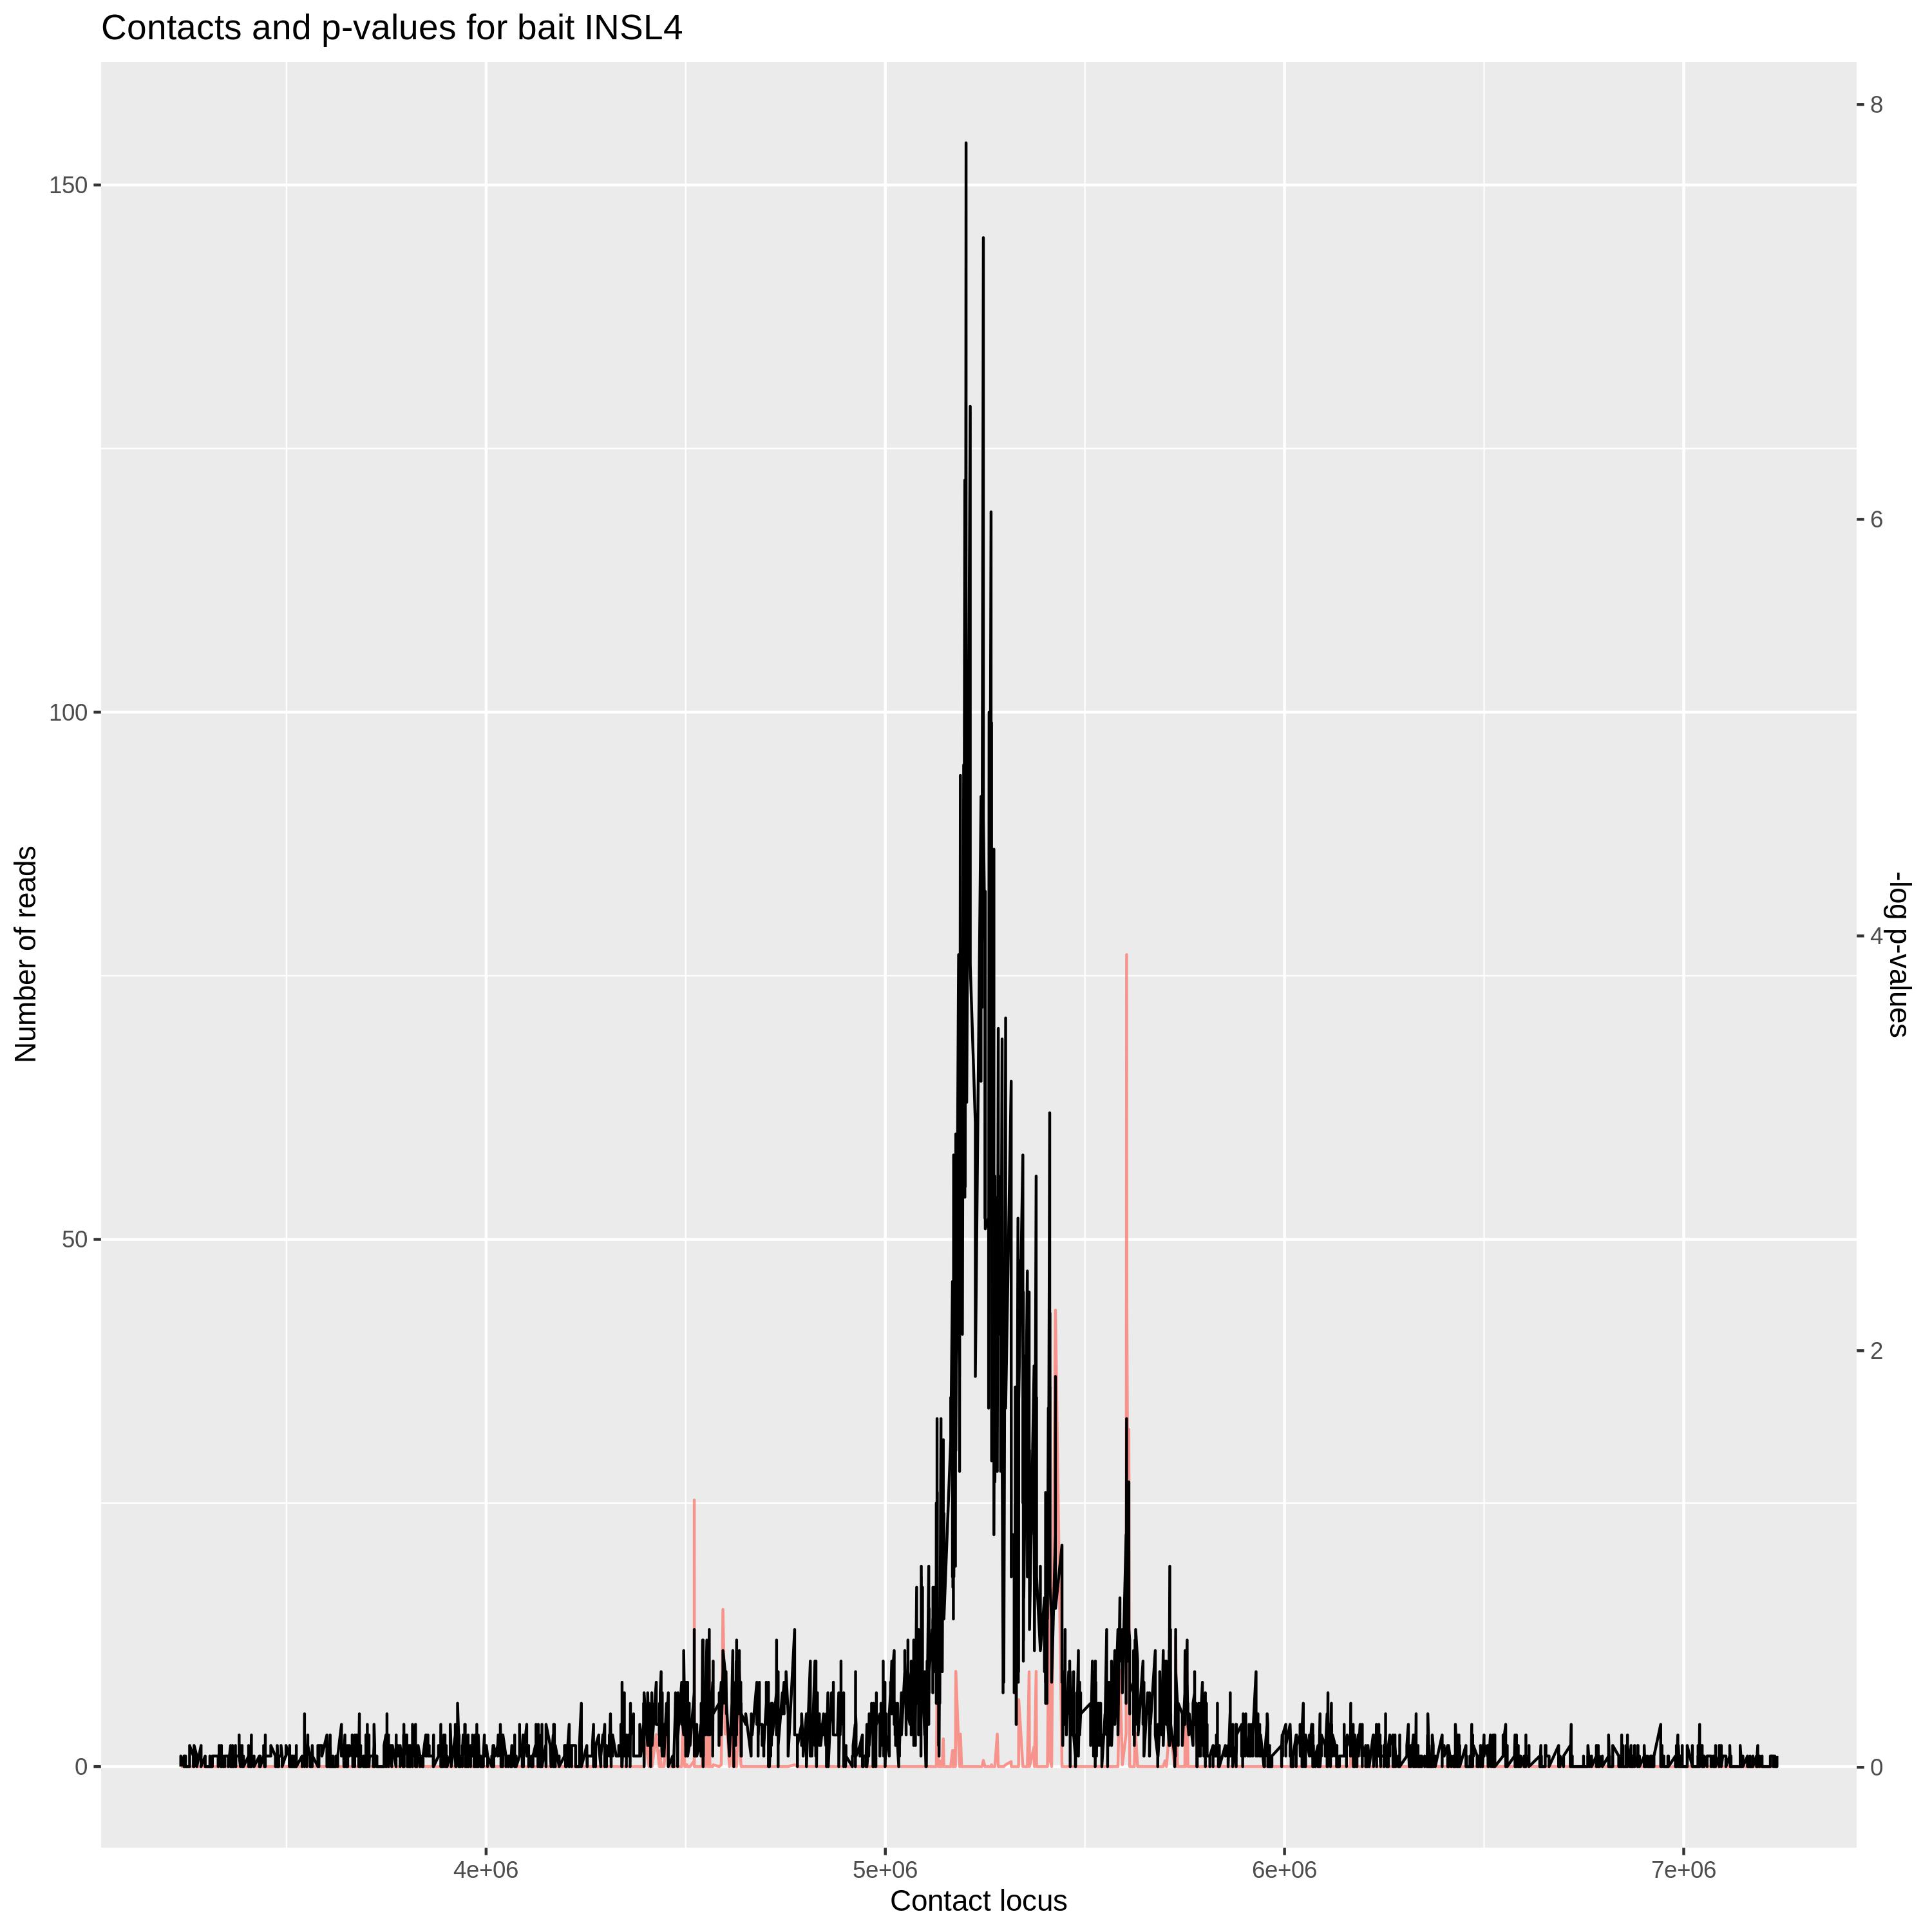 Contacts and p-values for bait INSL4
150
100
50
0
Number of reads
8
6
4
2
0
-log p-values
4e+06
5e+06
6e+06
7e+06
Contact locus